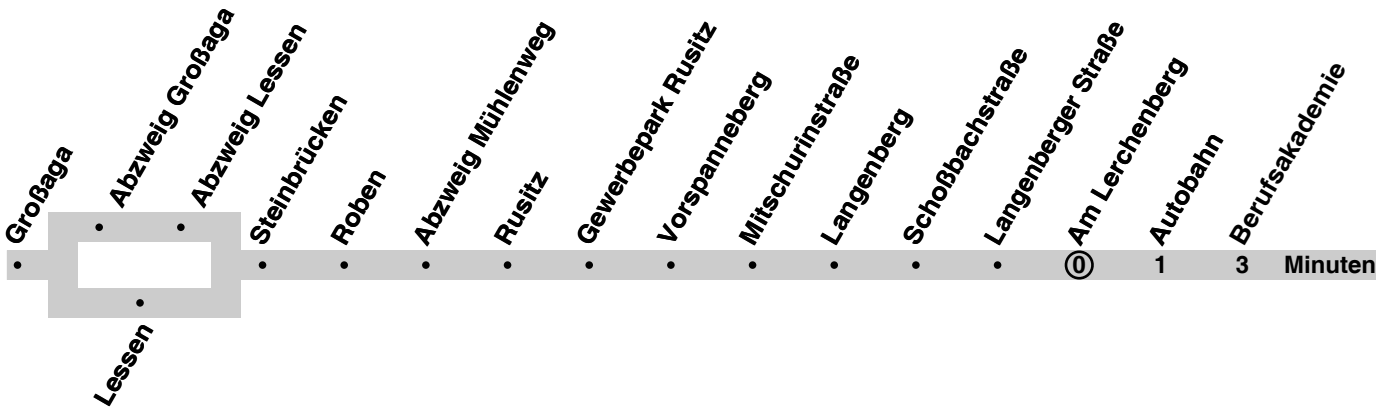 Großaga
Abzweig Großaga
Abzweig Lessen
Lessen
Steinbrücken
Roben
Abzweig Mühlenweg
Rusitz
Gewerbepark Rusitz
Vorspanneberg
Mitschurinstraße
Langenberg
Schoßbachstraße
Langenberger Straße
Am Lerchenberg
Autobahn
Berufsakademie
0 1 3 Minuten